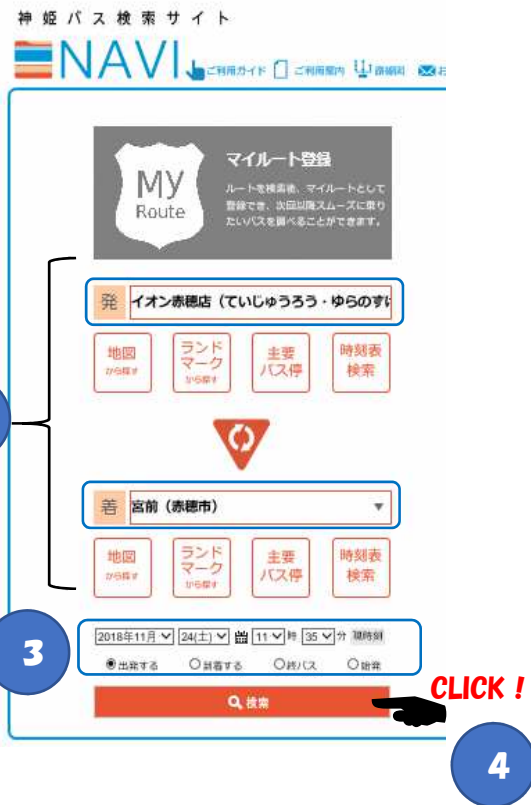 神姫バス検索サイト
NAVI ご利用ガイド ご利用案内 路線図 お
マイルート登録
My
Route
ルートを検索後、マイルートとして
登録でき、次回以降スムーズに乗り
たいバスを調べることができます。
発 イオン赤穂店（ていじゅうろう・ゆらのすけ
地図
から探す
ランド
マーク
から探す
主要
バス停
時刻表
検索
着 宮前（赤穂市）
地図
から探す
ランド
マーク
から探す
主要
バス停
時刻表
検索
3
2018年11月 24(土) 11 時 35 分 現時刻
出発する 到着する 終バス 始発
検索
CLICK！
4